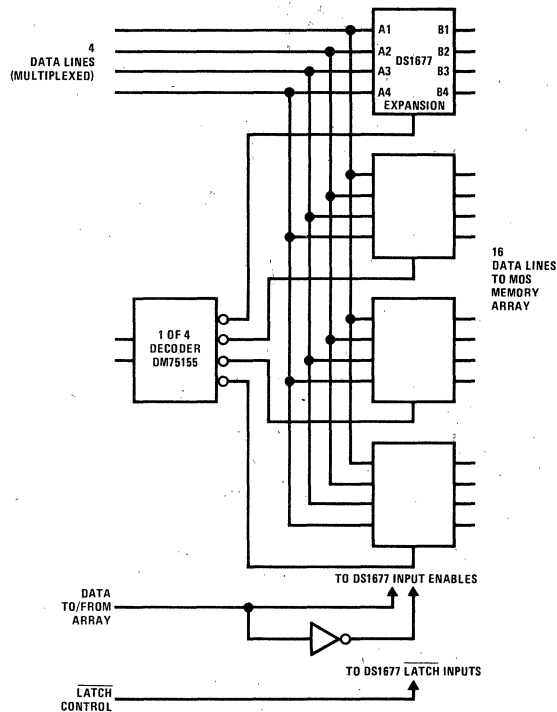 4
DATA LINES
(MULTIPLEXED)
A1 B1
A2 B2
DS1677
A3 B3
A4 B4
EXPANSION
16
DATA LINES
TO MOS
MEMORY
ARRAY
1 OF 4
DECODER
DM75155
TO DS1677 INPUT ENABLES
DATA
TO/FROM
ARRAY
TO DS1677 LATCH INPUTS
LATCH
CONTROL